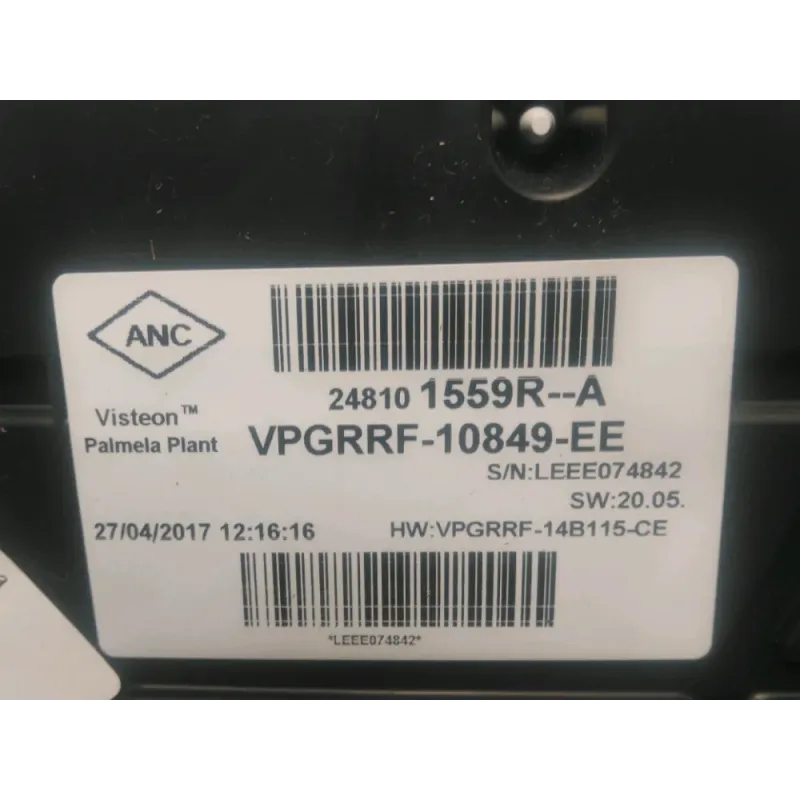 ANC
24810 1559R--A
Visteon™
Palmela Plant
VPGRRF-10849-EE
S/N:LEEE074842
SW:20.05.
27/04/2017 12:16:16
HW:VPGRRF-14B115-CE
*LEEE074842*